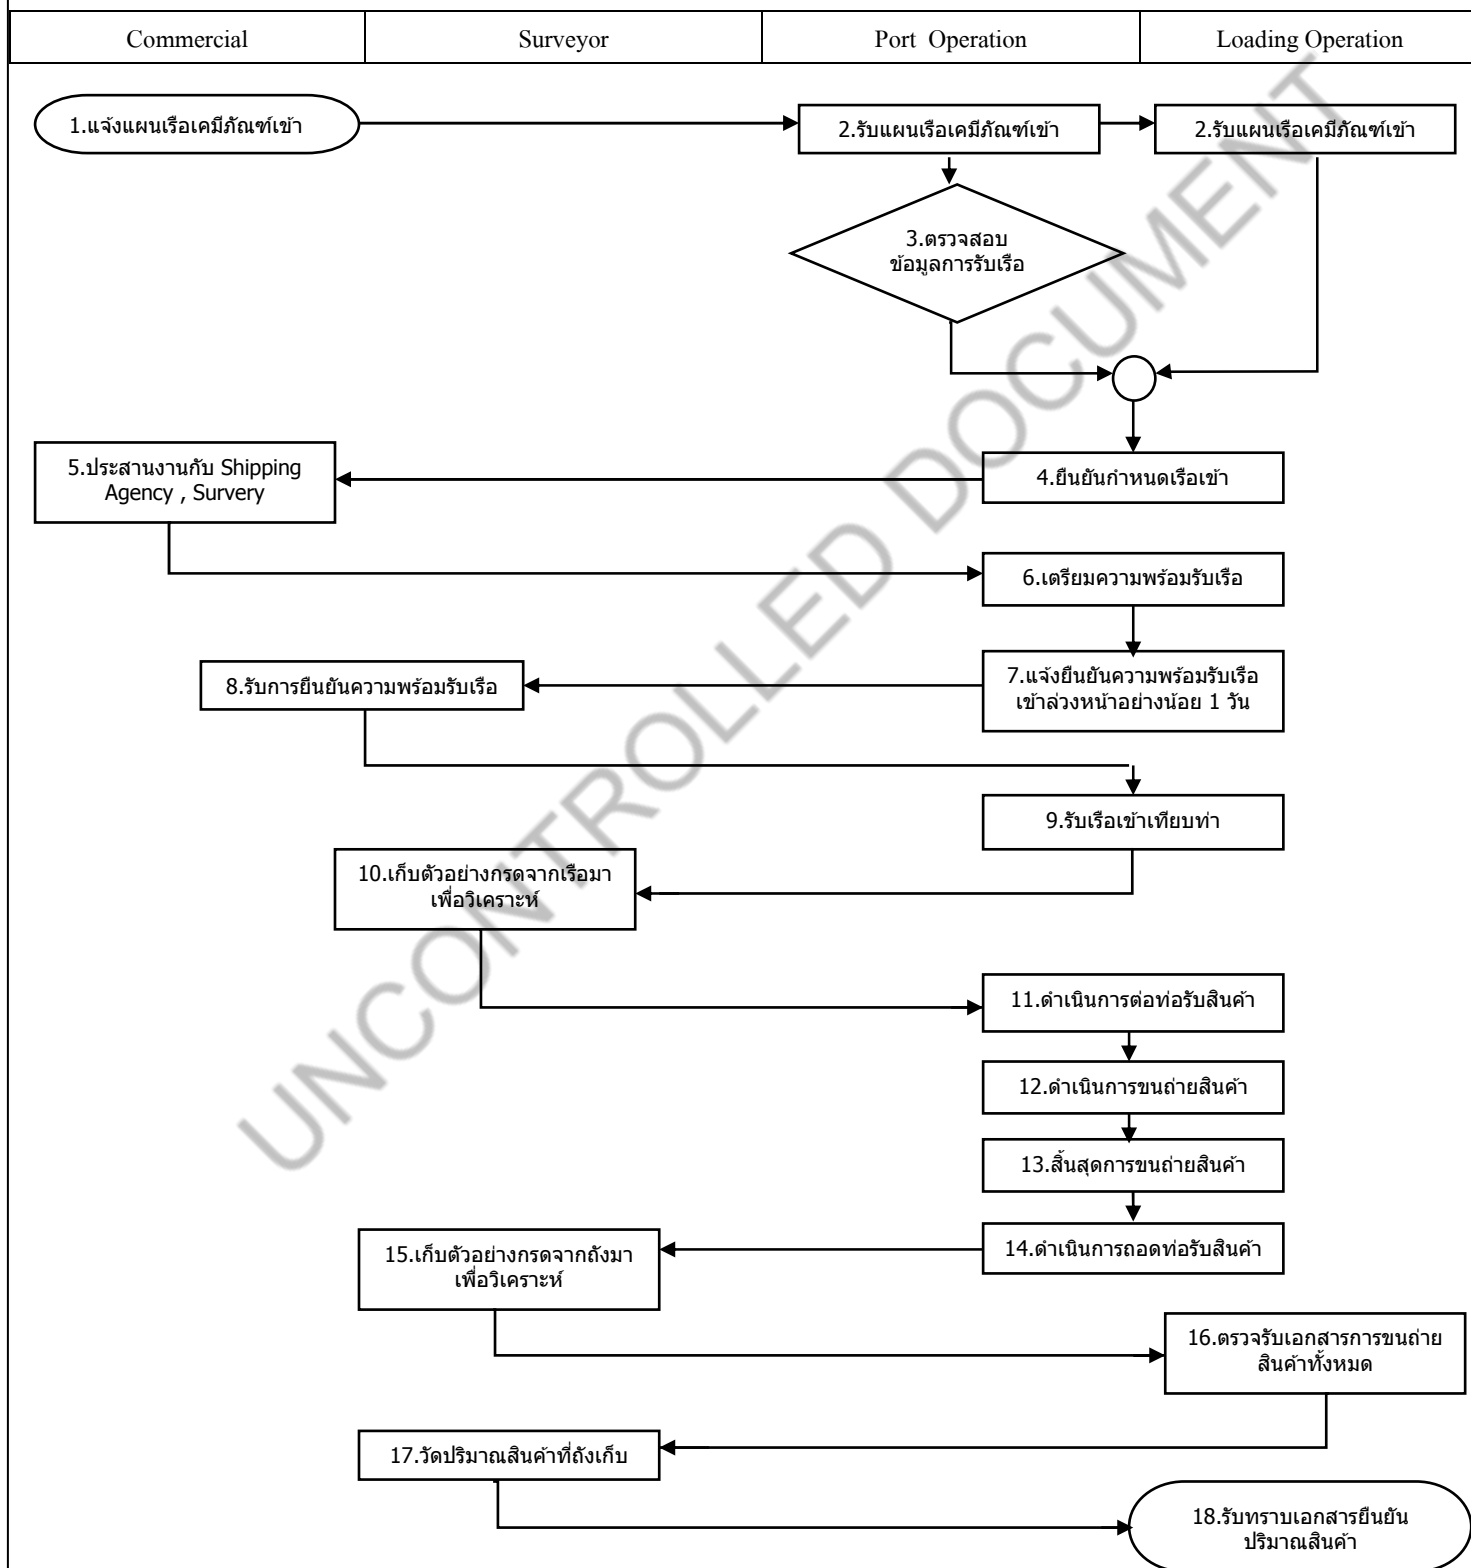 Commercial
Surveyor
Port Operation
Loading Operation
1.แจ้งแผนเรือเคมีภัณฑ์เข้า
2.รับแผนเรือเคมีภัณฑ์เข้า
2.รับแผนเรือเคมีภัณฑ์เข้า
3.ตรวจสอบ
ข้อมูลการรับเรือ
4.ยืนยันกำหนดเรือเข้า
5.ประสานงานกับ Shipping
Agency , Survery
6.เตรียมความพร้อมรับเรือ
7.แจ้งยืนยันความพร้อมรับเรือ
เข้าล่วงหน้าอย่างน้อย 1 วัน
8.รับการยืนยันความพร้อมรับเรือ
9.รับเรือเข้าเทียบท่า
10.เก็บตัวอย่างกรดจากเรือมา
เพื่อวิเคราะห์
11.ดำเนินการต่อท่อรับสินค้า
12.ดำเนินการขนถ่ายสินค้า
13.สิ้นสุดการขนถ่ายสินค้า
14.ดำเนินการถอดท่อรับสินค้า
15.เก็บตัวอย่างกรดจากถังมา
เพื่อวิเคราะห์
16.ตรวจรับเอกสารการขนถ่าย
สินค้าทั้งหมด
17.วัดปริมาณสินค้าที่ถังเก็บ
18.รับทราบเอกสารยืนยัน
ปริมาณสินค้า
UNCONTROLLED DOCUMENT